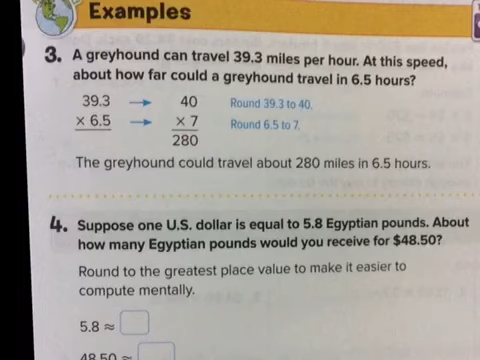 Examples
3. A greyhound can travel 39.3 miles per hour. At this speed,
about how far could a greyhound travel in 6.5 hours?
39.3 → 40 Round 39.3 to 40.
× 6.5 → × 7 Round 6.5 to 7.
280
The greyhound could travel about 280 miles in 6.5 hours.
4. Suppose one U.S. dollar is equal to 5.8 Egyptian pounds. About
how many Egyptian pounds would you receive for $48.50?
Round to the greatest place value to make it easier to
compute mentally.
5.8 ≈
48.50 ≈